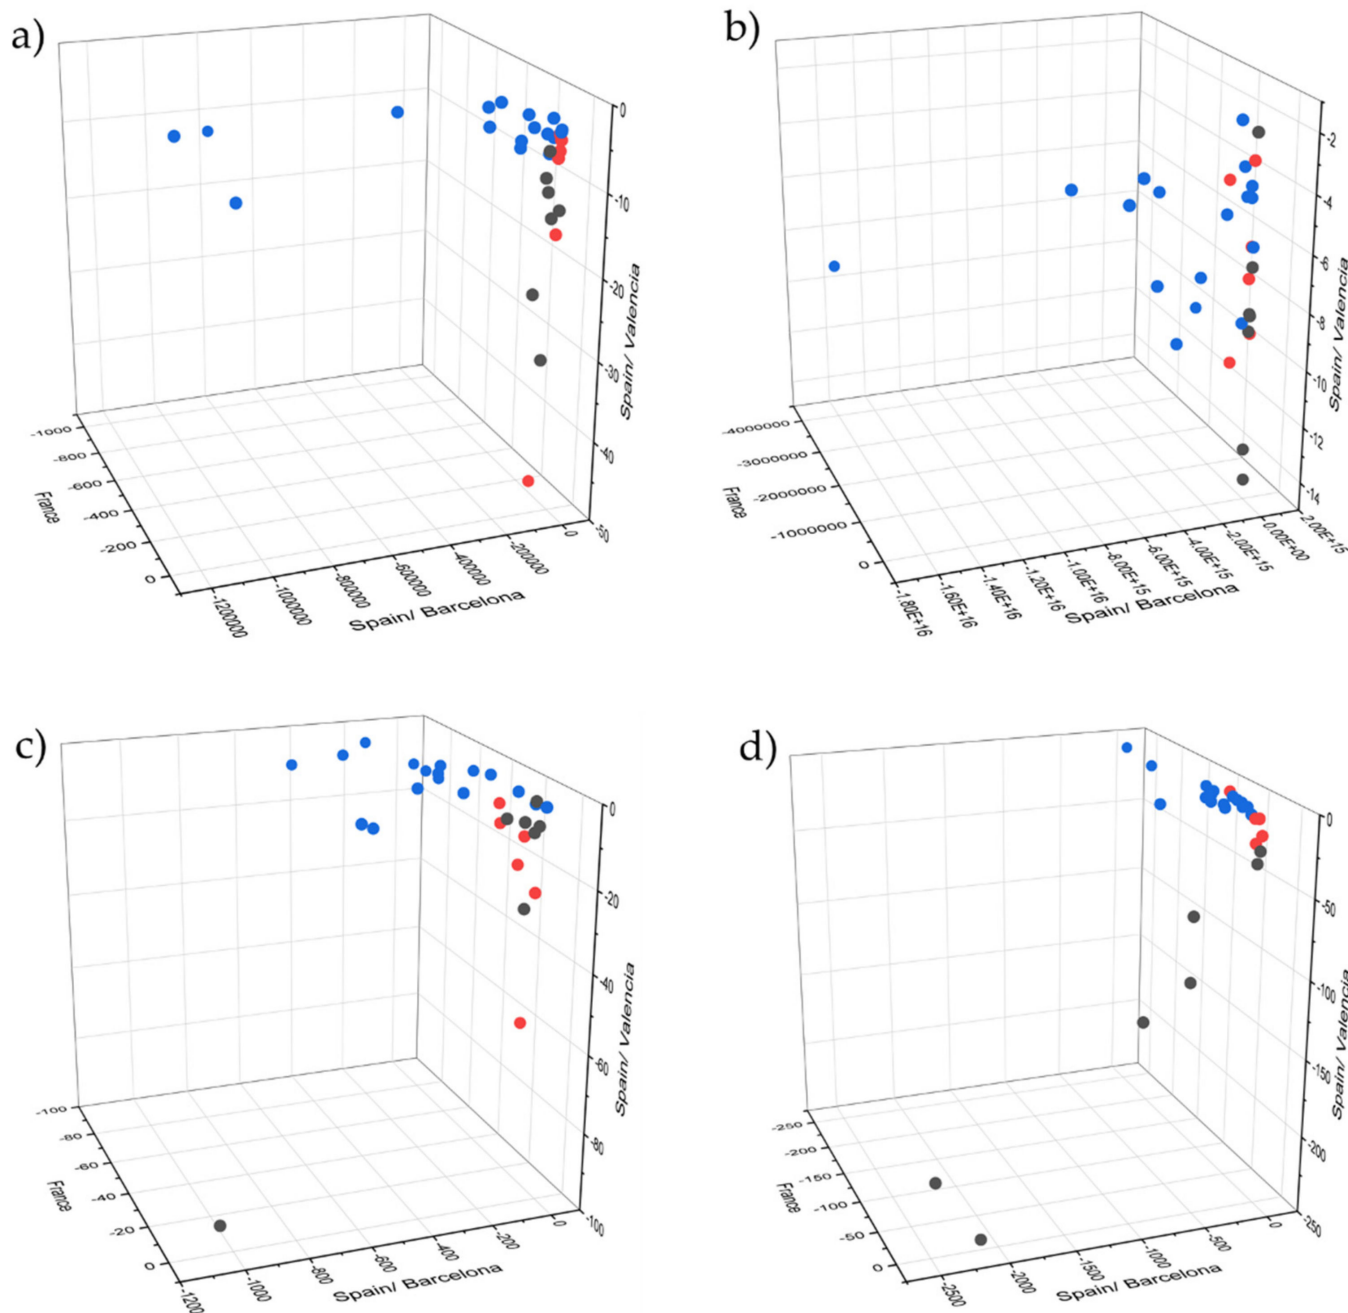 a)
0
-10
-20
-30
-40
-50
Spain/ Valencia
-1000
-800
-600
-400
-200
0
France
-1200000
-1000000
-800000
-600000
-400000
-200000
0
Spain/ Barcelona
b)
-2
-4
-6
-8
-10
-12
-14
Spain/ Valencia
-4000000
-3000000
-2000000
-1000000
0
France
-1.80E+16
-1.60E+16
-1.40E+16
-1.20E+16
-1.00E+16
-8.00E+15
-6.00E+15
-4.00E+15
-2.00E+15
0.00E+00
2.00E+15
Spain/ Barcelona
c)
0
-20
-40
-60
-80
-100
Spain/ Valencia
-100
-80
-60
-40
-20
0
France
-1200
-1000
-800
-600
-400
-200
0
Spain/ Barcelona
d)
0
-50
-100
-150
-200
-250
Spain/ Valencia
-250
-200
-150
-100
-50
0
France
-2500
-2000
-1500
-1000
-500
0
Spain/ Barcelona